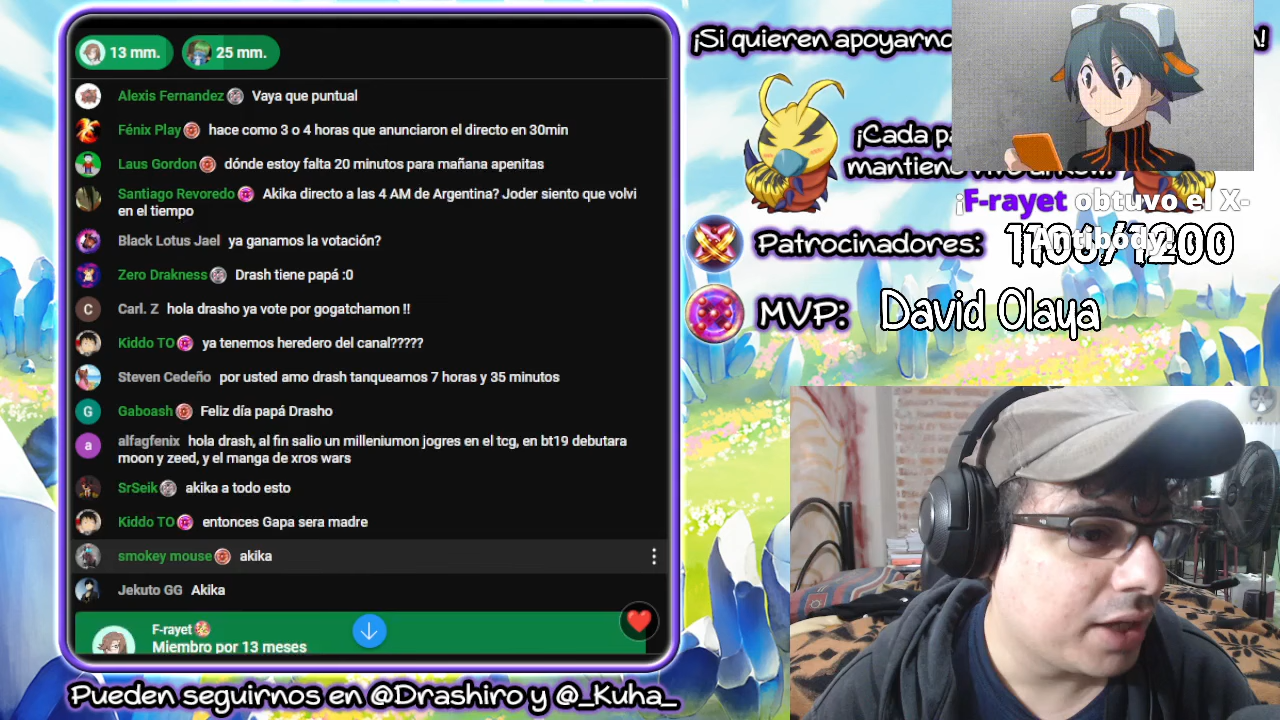 13 mm.
25 mm.
Alexis Fernandez Vaya que puntual
Fénix Play hace como 3 o 4 horas que anunciaron el directo en 30min
Laus Gordon dónde estoy falta 20 minutos para mañana apenitas
Santiago Revoredo Akika directo a las 4 AM de Argentina? Joder siento que volvi
en el tiempo
Black Lotus Jael ya ganamos la votación?
Zero Drakness Drash tiene papá :0
C
Carl. Z hola drasho ya vote por gogatchamon !!
Kiddo TO ya tenemos heredero del canal?????
Steven Cedeño por usted amo drash tanqueamos 7 horas y 35 minutos
G
Gaboash Feliz día papá Drasho
a
alfagfenix hola drash, al fin salio un milleniumon jogres en el tcg, en bt19 debutara
moon y zeed, y el manga de xros wars
SrSeik akika a todo esto
Kiddo TO entonces Gapa sera madre
smokey mouse akika
Jekuto GG Akika
F-rayet
Miembro por 13 meses
Pueden seguirnos en @Drashiro y @_Kuha_
¡Si quieren
¡Cada
¡F-rayet obtuvo el X-
Antibody!
Patrocinadores: /1200
MVP: David Olaya